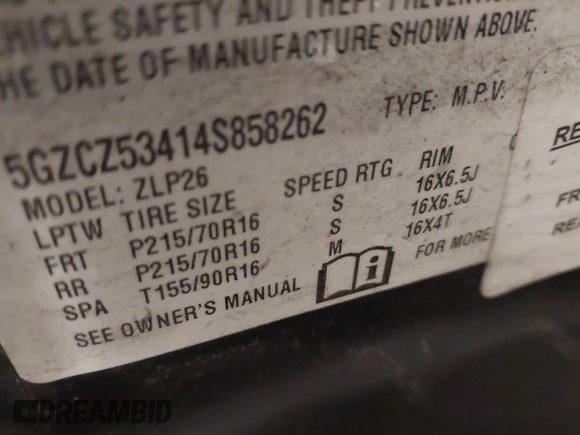 VEHICLE SAFETY AND THEFT PREVENTION
THE DATE OF MANUFACTURE SHOWN ABOVE.
5GZCZ53414S858262 TYPE: M.P.V.
MODEL: ZLP26
LPTW TIRE SIZE SPEED RTG RIM
FRT P215/70R16 S 16X6.5J
RR P215/70R16 S 16X6.5J
SPA T155/90R16 M 16X4T
SEE OWNER'S MANUAL FOR MORE
RE
FR
REA
DREAMBID